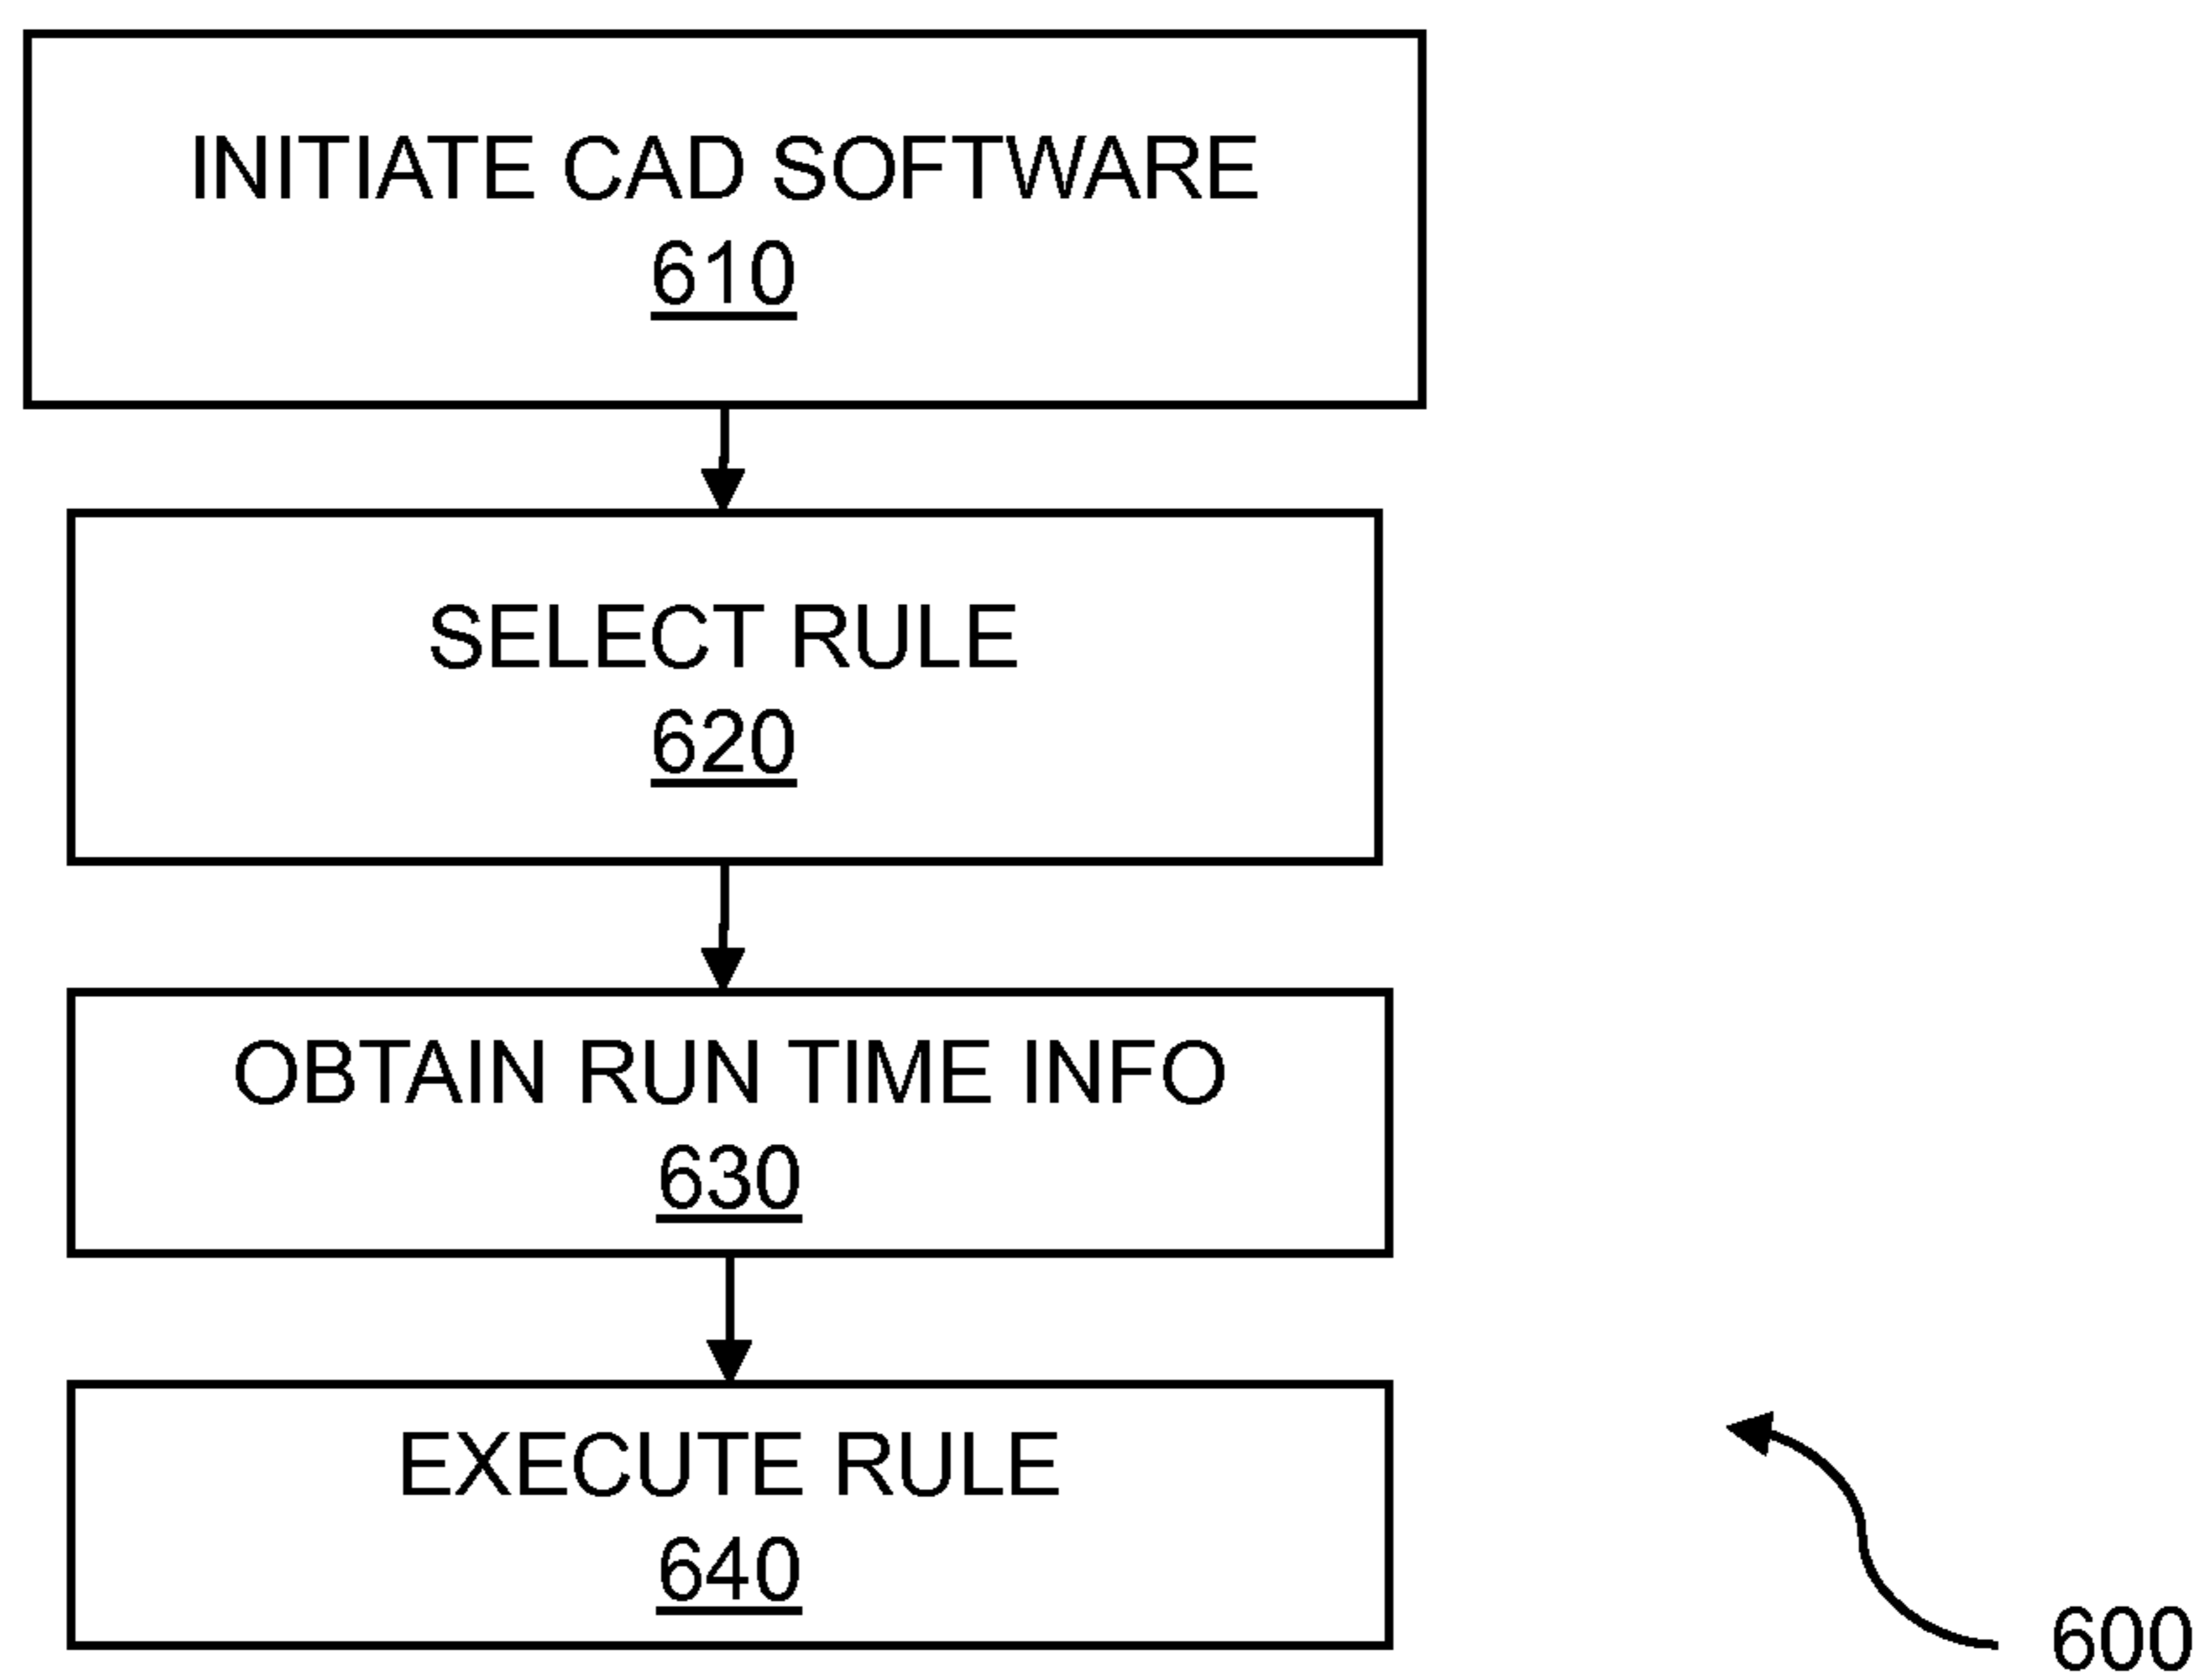 INITIATE CAD SOFTWARE
610
SELECT RULE
620
OBTAIN RUN TIME INFO
630
EXECUTE RULE
640
600